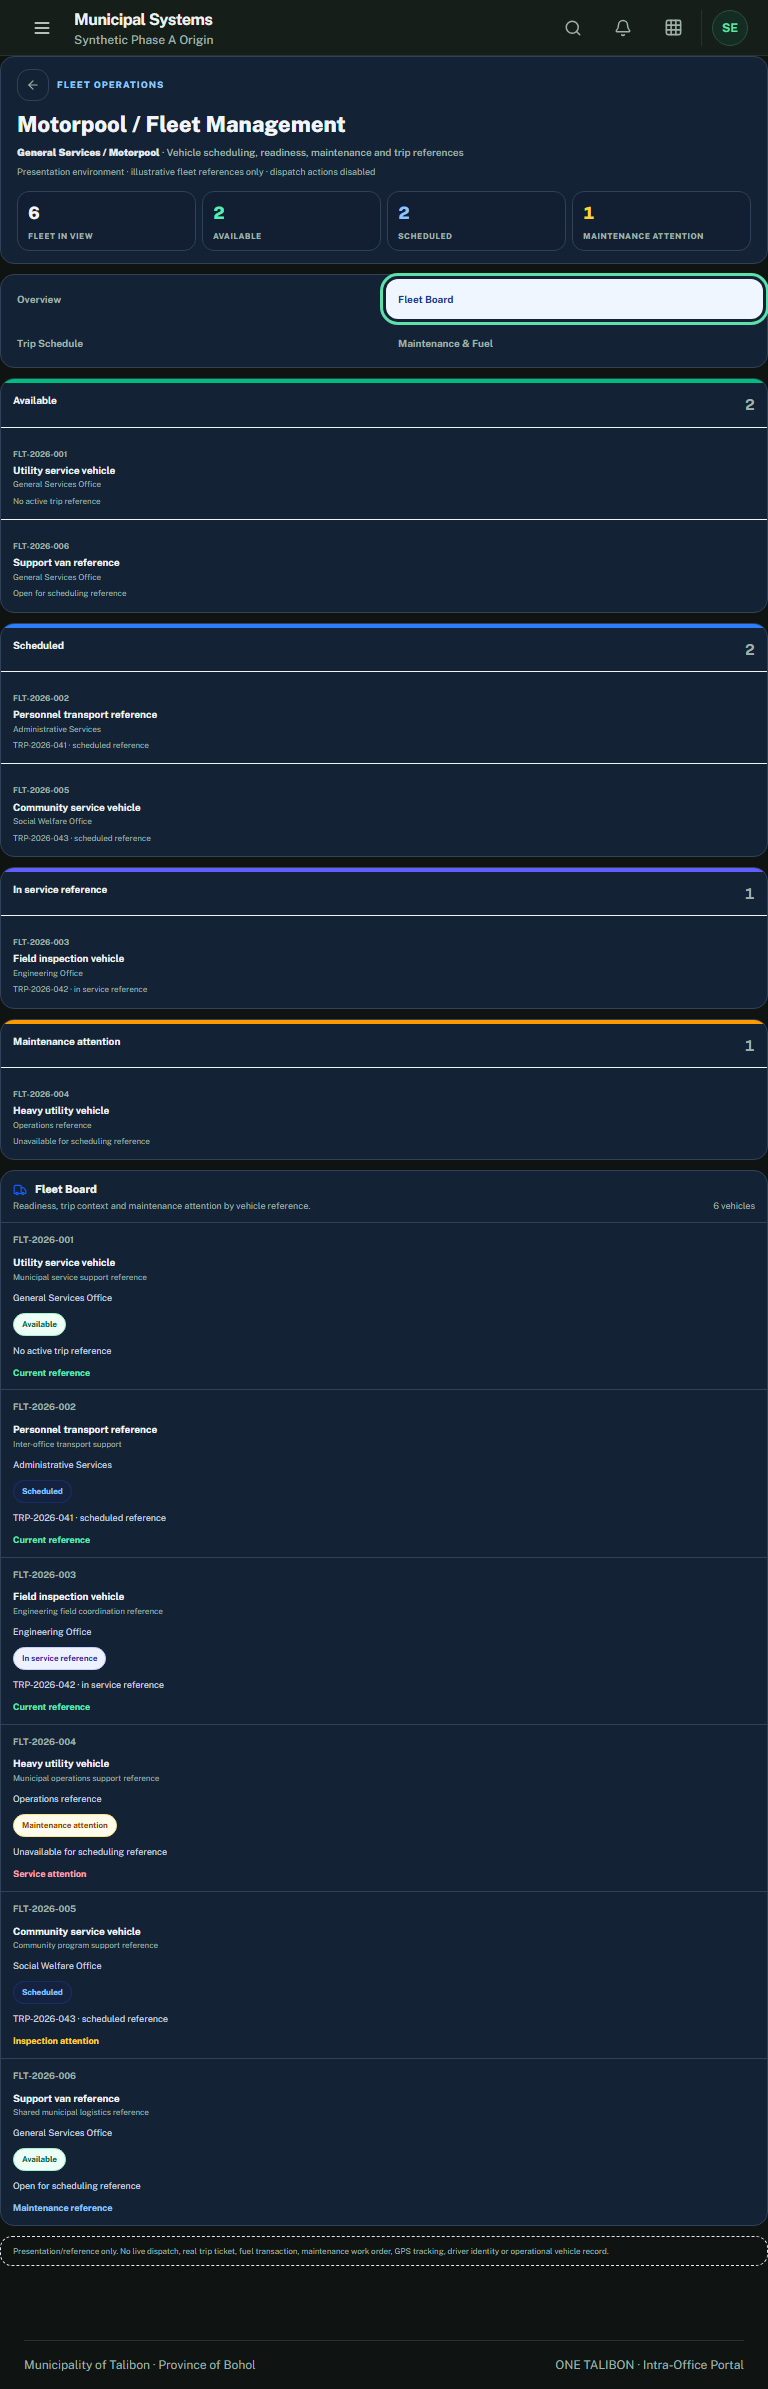 Municipal Systems
Synthetic Phase A Origin
SE
FLEET OPERATIONS
Motorpool / Fleet Management
General Services / Motorpool · Vehicle scheduling, readiness, maintenance and trip references
Presentation environment · illustrative fleet references only · dispatch actions disabled
6
FLEET IN VIEW
2
AVAILABLE
2
SCHEDULED
1
MAINTENANCE ATTENTION
Overview
Fleet Board
Trip Schedule
Maintenance & Fuel
Available
2
FLT-2026-001
Utility service vehicle
General Services Office
No active trip reference
FLT-2026-006
Support van reference
General Services Office
Open for scheduling reference
Scheduled
2
FLT-2026-002
Personnel transport reference
Administrative Services
TRP-2026-041 · scheduled reference
FLT-2026-005
Community service vehicle
Social Welfare Office
TRP-2026-043 · scheduled reference
In service reference
1
FLT-2026-003
Field inspection vehicle
Engineering Office
TRP-2026-042 · in service reference
Maintenance attention
1
FLT-2026-004
Heavy utility vehicle
Operations reference
Unavailable for scheduling reference
Fleet Board
Readiness, trip context and maintenance attention by vehicle reference.
6 vehicles
FLT-2026-001
Utility service vehicle
Municipal service support reference
General Services Office
Available
No active trip reference
Current reference
FLT-2026-002
Personnel transport reference
Inter-office transport support
Administrative Services
Scheduled
TRP-2026-041 · scheduled reference
Current reference
FLT-2026-003
Field inspection vehicle
Engineering field coordination reference
Engineering Office
In service reference
TRP-2026-042 · in service reference
Current reference
FLT-2026-004
Heavy utility vehicle
Municipal operations support reference
Operations reference
Maintenance attention
Unavailable for scheduling reference
Service attention
FLT-2026-005
Community service vehicle
Community program support reference
Social Welfare Office
Scheduled
TRP-2026-043 · scheduled reference
Inspection attention
FLT-2026-006
Support van reference
Shared municipal logistics reference
General Services Office
Available
Open for scheduling reference
Maintenance reference
Presentation/reference only. No live dispatch, real trip ticket, fuel transaction, maintenance work order, GPS tracking, driver identity or operational vehicle record.
Municipality of Talibon · Province of Bohol
ONE TALIBON · Intra-Office Portal